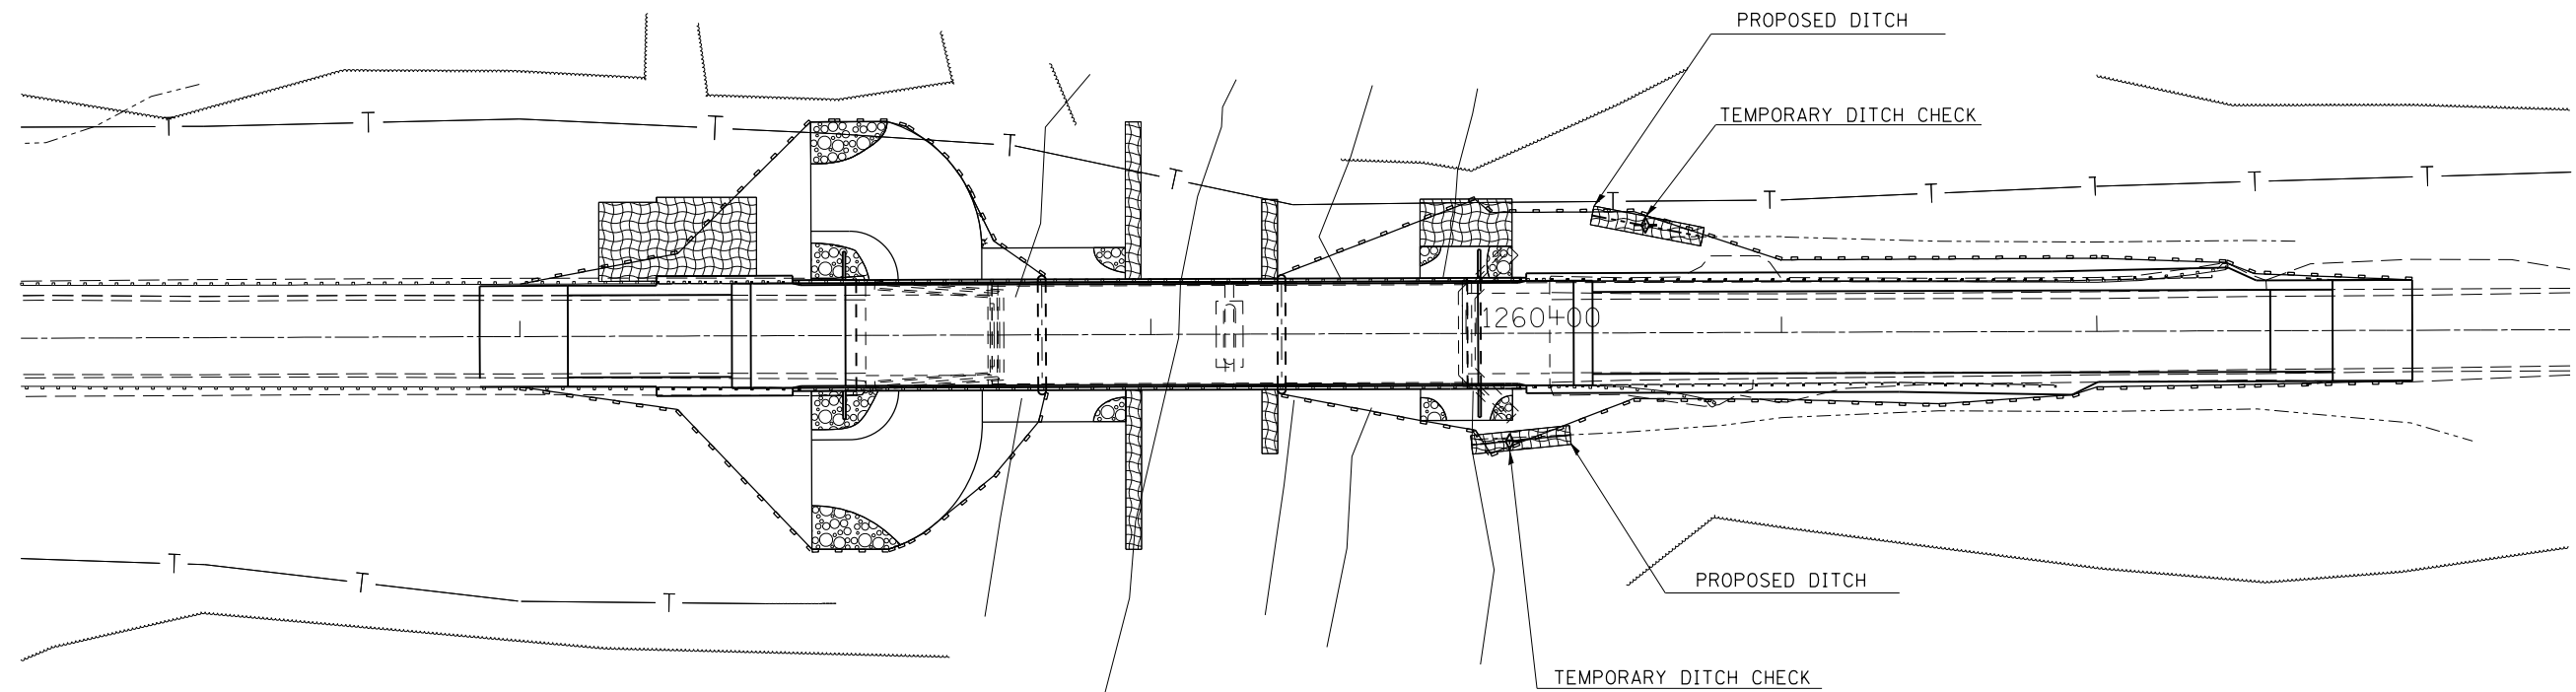 PROPOSED DITCH
TEMPORARY DITCH CHECK
T T T T T T T T T T T
1260+00
T T T
PROPOSED DITCH
TEMPORARY DITCH CHECK